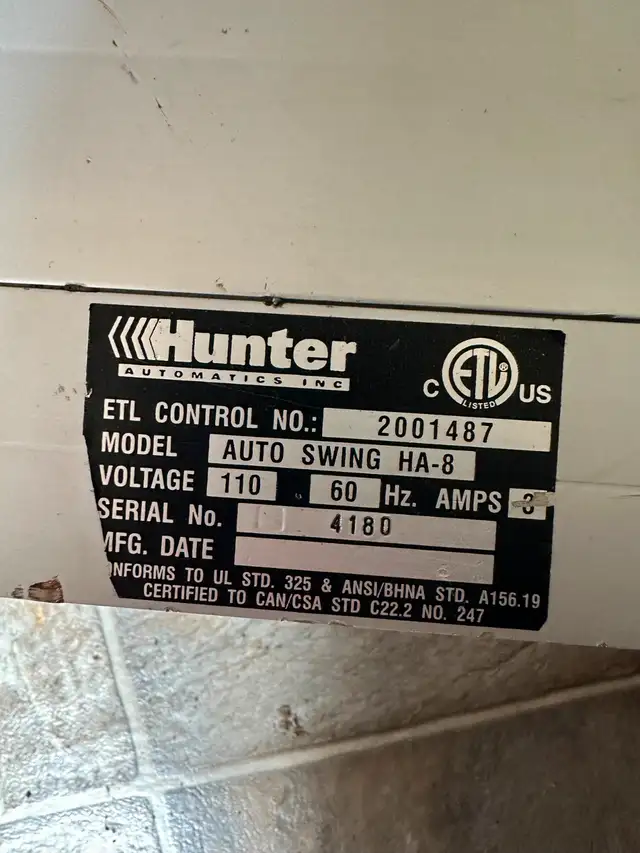 Hunter
AUTOMATICS INC
C ETL® LISTED US
ETL CONTROL NO.: 2001487
MODEL AUTO SWING HA-8
VOLTAGE 110 60 Hz. AMPS
SERIAL No. 4180
MFG. DATE
ONFORMS TO UL STD. 325 & ANSI/BHNA STD. A156.19
CERTIFIED TO CAN/CSA STD C22.2 NO. 247